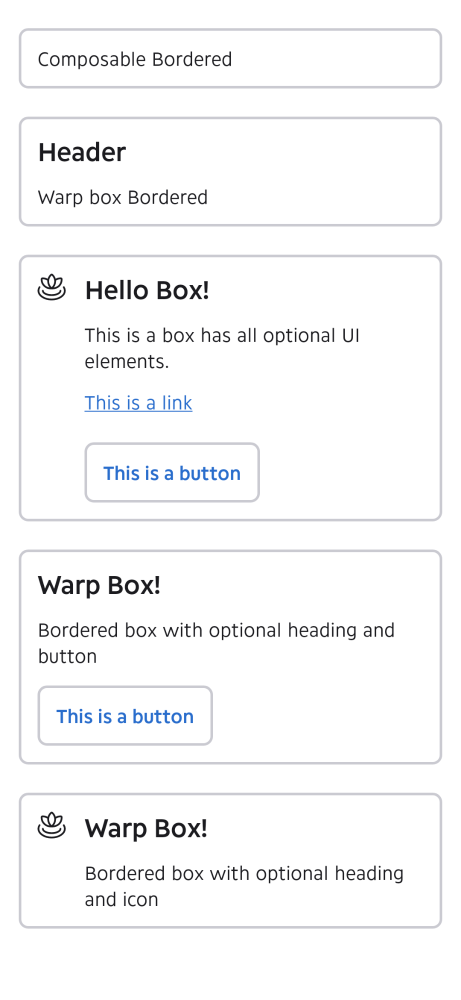 Composable Bordered
Header
Warp box Bordered
Hello Box!
This is a box has all optional UI
elements.
This is a link
This is a button
Warp Box!
Bordered box with optional heading and
button
This is a button
Warp Box!
Bordered box with optional heading
and icon